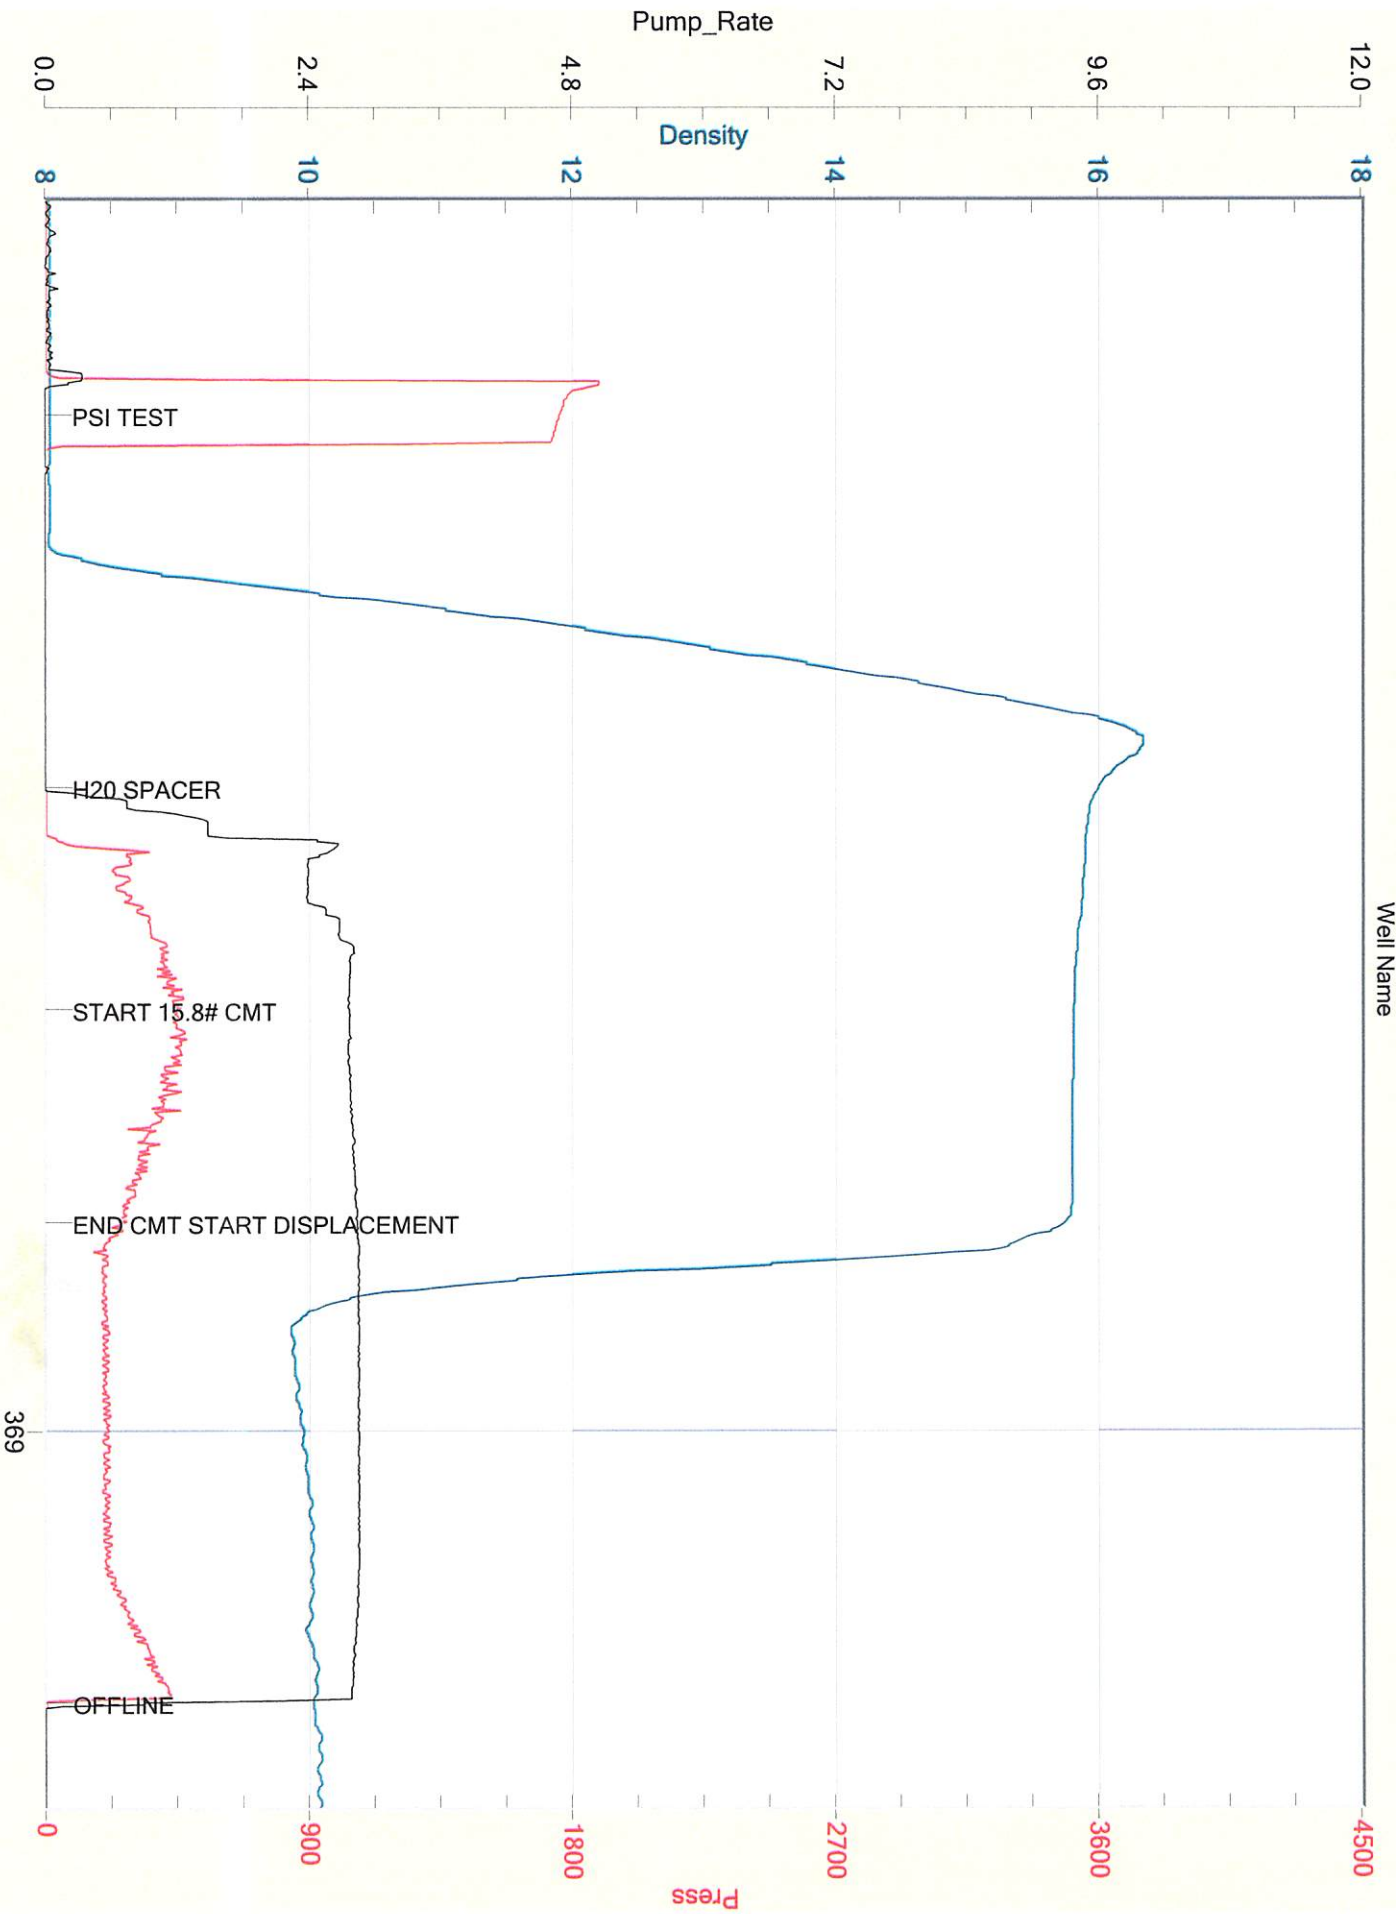 Pump_Rate
0.0 2.4 4.8 7.2 9.6 12.0
Density
8 10 12 14 16 18
PSI TEST
H20 SPACER
Well Name
START 15.8# CMT
END CMT START DISPLACEMENT
369
OFFLINE
0 900 1800 2700 3600 4500
Press